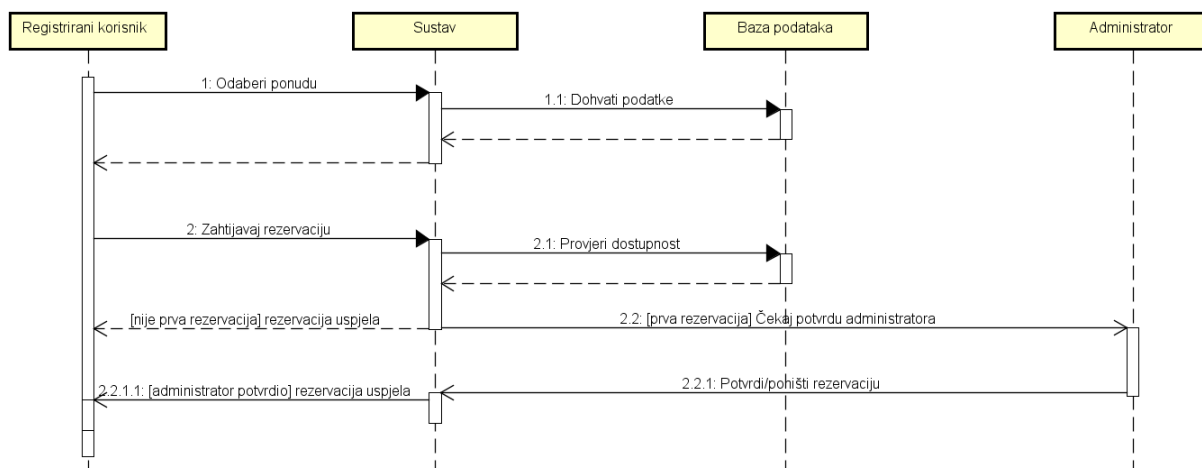 Registrirani korisnik
Sustav
Baza podataka
Administrator
1: Odaberi ponudu
1.1: Dohvati podatke
2: Zahtijavaj rezervaciju
2.1: Provjeri dostupnost
[nije prva rezervacija] rezervacija uspjela
2.2: [prva rezervacija] Čekaj potvrdu administratora
2.2.1: Potvrdi/poništi rezervaciju
2.2.1.1: [administrator potvrdio] rezervacija uspjela